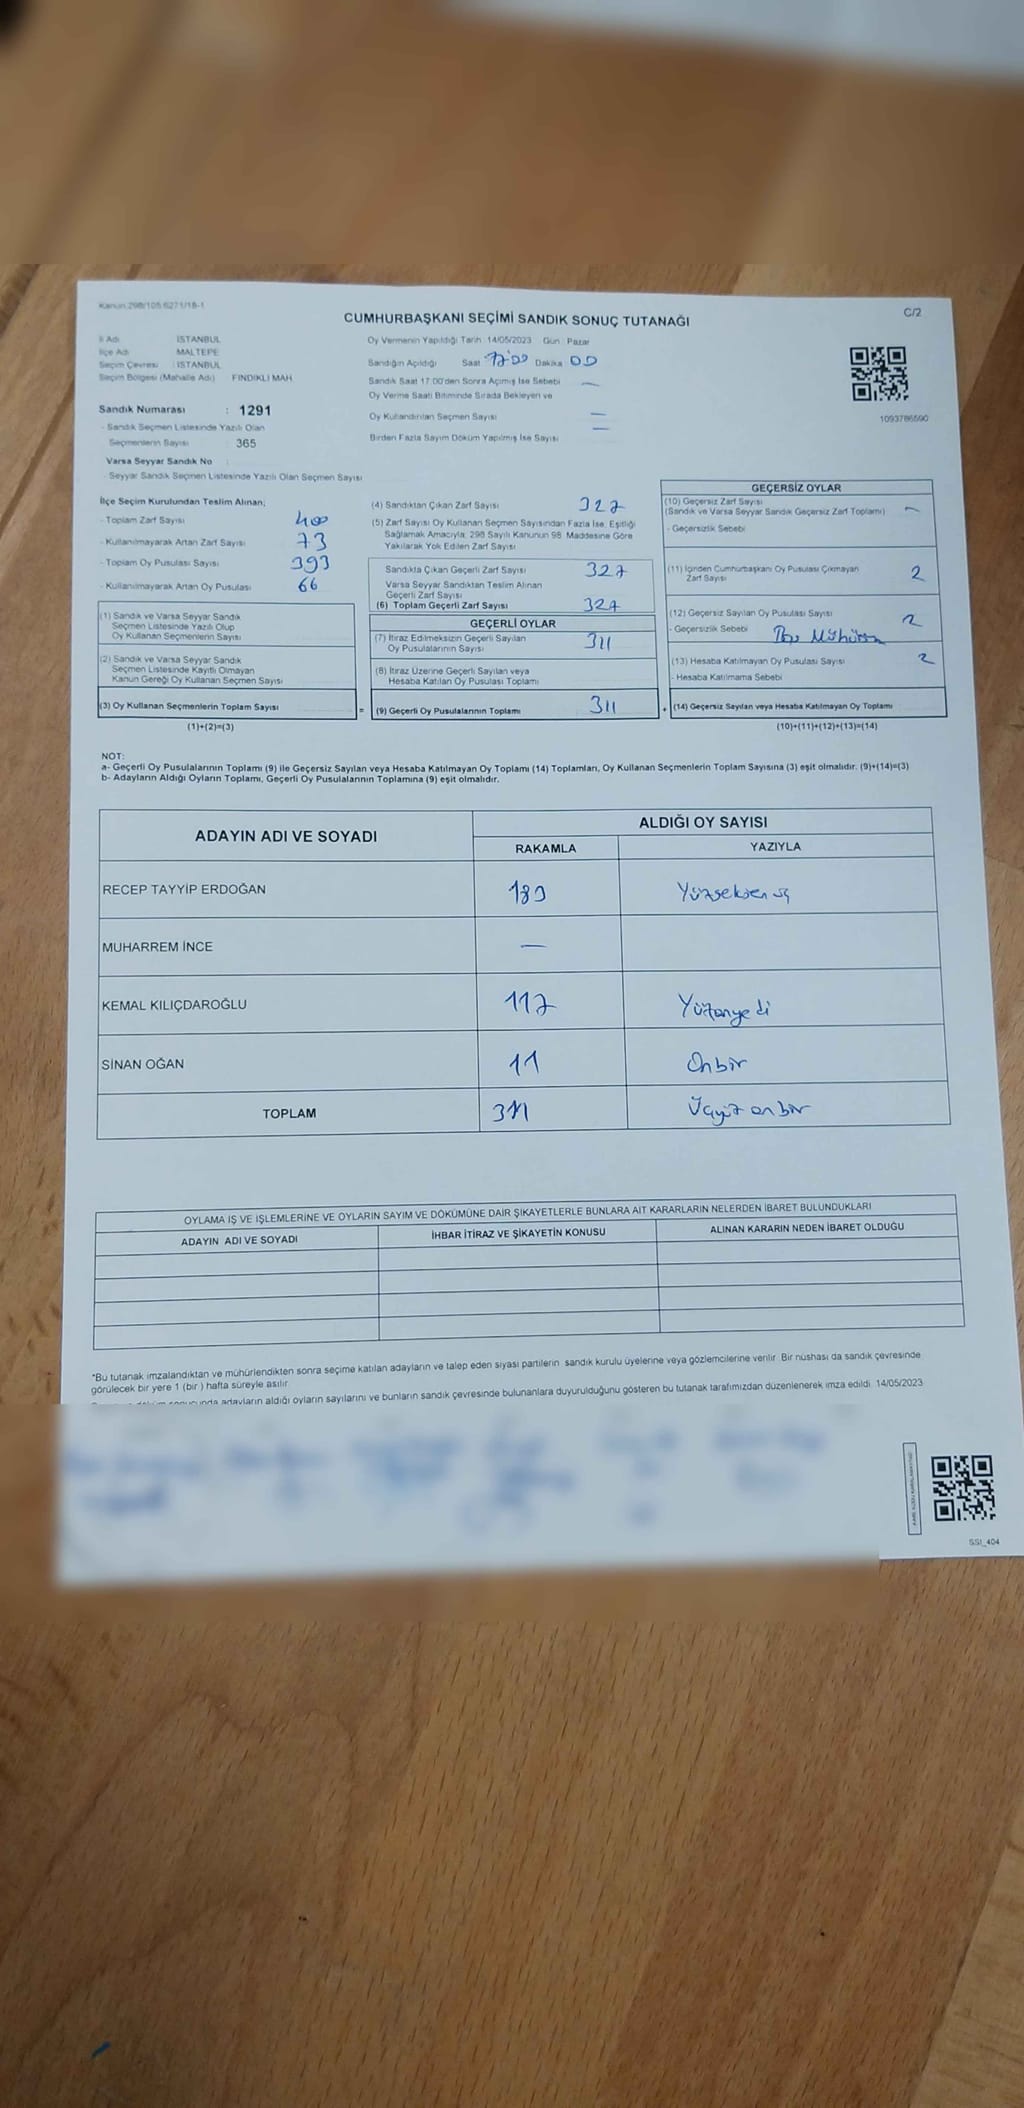 Kanun:298/105,6271/18-1
C/2
CUMHURBAŞKANI SEÇİMİ SANDIK SONUÇ TUTANAĞI
İl Adı : İSTANBUL
İlçe Adı : MALTEPE
Seçim Çevresi : İSTANBUL
Seçim Bölgesi (Mahalle Adı) FINDIKLI MAH
Sandık Numarası : 1291
- Sandık Seçmen Listesinde Yazılı Olan
Seçmenlerin Sayısı : 365
Varsa Seyyar Sandık No :
- Seyyar Sandık Seçmen Listesinde Yazılı Olan Seçmen Sayısı
Oy Vermenin Yapıldığı Tarih 14/05/2023 Gün : Pazar
Sandığın Açıldığı Saat 17:00 Dakika 00
Sandık Saat 17:00'den Sonra Açılmış İse Sebebi —
Oy Verme Saati Bitiminde Sırada Bekleyen ve
Oy Kullandırılan Seçmen Sayısı —
Birden Fazla Sayım Döküm Yapılmış İse Sayısı —
1093786590
İlçe Seçim Kurulundan Teslim Alınan;
- Toplam Zarf Sayısı 400
- Kullanılmayarak Artan Zarf Sayısı 73
- Toplam Oy Pusulası Sayısı 393
- Kullanılmayarak Artan Oy Pusulası 66
(1) Sandık ve Varsa Seyyar Sandık
Seçmen Listesinde Yazılı Olup
Oy Kullanan Seçmenlerin Sayısı
(2) Sandık ve Varsa Seyyar Sandık
Seçmen Listesinde Kayıtlı Olmayan
Kanun Gereği Oy Kullanan Seçmen Sayısı
(3) Oy Kullanan Seçmenlerin Toplam Sayısı
(1)+(2)=(3)
=
(4) Sandıktan Çıkan Zarf Sayısı 327
(5) Zarf Sayısı Oy Kullanan Seçmen Sayısından Fazla İse, Eşitliği
Sağlamak Amacıyla, 298 Sayılı Kanunun 98. Maddesine Göre
Yakılarak Yok Edilen Zarf Sayısı
Sandıkta Çıkan Geçerli Zarf Sayısı 327
Varsa Seyyar Sandıktan Teslim Alınan
Geçerli Zarf Sayısı
(6) Toplam Geçerli Zarf Sayısı 327
GEÇERLİ OYLAR
(7) İtiraz Edilmeksizin Geçerli Sayılan
Oy Pusulalarının Sayısı 311
(8) İtiraz Üzerine Geçerli Sayılan veya
Hesaba Katılan Oy Pusulası Toplamı
(9) Geçerli Oy Pusulalarının Toplamı 311
+
GEÇERSİZ OYLAR
(10) Geçersiz Zarf Sayısı
(Sandık ve Varsa Seyyar Sandık Geçersiz Zarf Toplamı) —
- Geçersizlik Sebebi
(11) İçinden Cumhurbaşkanı Oy Pusulası Çıkmayan
Zarf Sayısı 2
(12) Geçersiz Sayılan Oy Pusulası Sayısı
- Geçersizlik Sebebi
(13) Hesaba Katılmayan Oy Pusulası Sayısı 2
- Hesaba Katılmama Sebebi
(14) Geçersiz Sayılan veya Hesaba Katılmayan Oy Toplamı
(10)+(11)+(12)+(13)=(14)
NOT:
a- Geçerli Oy Pusulalarının Toplamı (9) ile Geçersiz Sayılan veya Hesaba Katılmayan Oy Toplamı (14) Toplamları, Oy Kullanan Seçmenlerin Toplam Sayısına (3) eşit olmalıdır. (9)+(14)=(3)
b- Adayların Aldığı Oyların Toplamı, Geçerli Oy Pusulalarının Toplamına (9) eşit olmalıdır.
ADAYIN ADI VE SOYADI ALDIĞI OY SAYISI
RAKAMLA YAZIYLA
RECEP TAYYİP ERDOĞAN 183 Yüzseksen üç
MUHARREM İNCE —
KEMAL KILIÇDAROĞLU 117 Yüzonyedi
SİNAN OĞAN 11 Onbir
TOPLAM 311 Üçyüz on bir
OYLAMA İŞ VE İŞLEMLERİNE VE OYLARIN SAYIM VE DÖKÜMÜNE DAİR ŞİKAYETLERLE BUNLARA AİT KARARLARIN NELERDEN İBARET BULUNDUKLARI
ADAYIN ADI VE SOYADI İHBAR İTİRAZ VE ŞİKAYETİN KONUSU ALINAN KARARIN NEDEN İBARET OLDUĞU
*Bu tutanak imzalandıktan ve mühürlendikten sonra seçime katılan adayların ve talep eden siyasi partilerin sandık kurulu üyelerine veya gözlemcilerine verilir. Bir nüshası da sandık çevresinde
görülecek bir yere 1 (bir) hafta süreyle asılır.
adayların aldığı oyların sayılarını ve bunların sandık çevresinde bulunanlara duyurulduğunu gösteren bu tutanak tarafımızdan düzenlenerek imza edildi. 14/05/2023
SSI_404